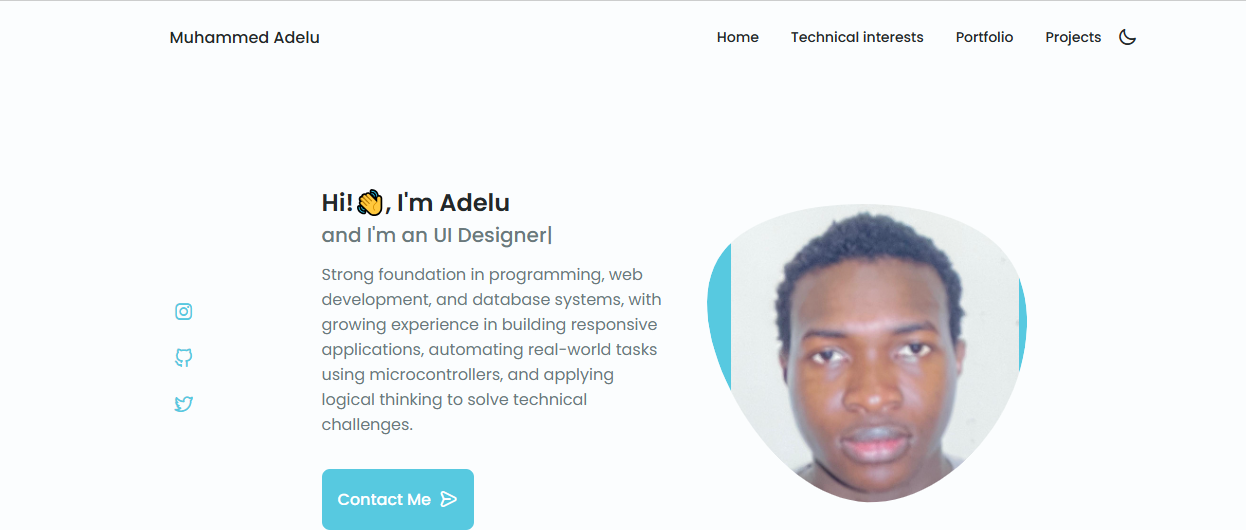 Muhammed Adelu
Home Technical interests Portfolio Projects
Hi!👋, I'm Adelu
and I'm an UI Designer|
Strong foundation in programming, web
development, and database systems, with
growing experience in building responsive
applications, automating real-world tasks
using microcontrollers, and applying
logical thinking to solve technical
challenges.
Contact Me